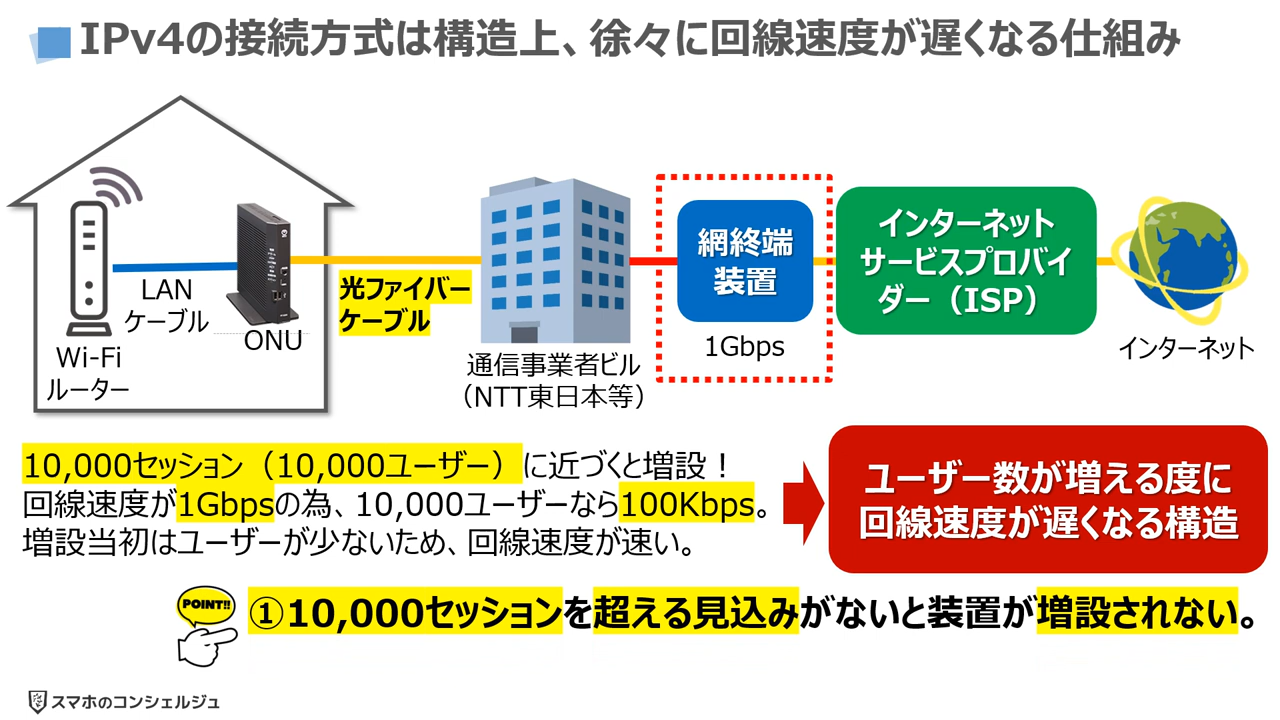 IPv4の接続方式は構造上、徐々に回線速度が遅くなる仕組み
LAN
ケーブル
ONU
Wi-Fi
ルーター
光ファイバー
ケーブル
通信事業者ビル
（NTT東日本等）
網終端
装置
1Gbps
インターネット
サービスプロバイ
ダー（ISP）
インターネット
10,000セッション（10,000ユーザー）に近づくと増設！
回線速度が1Gbpsの為、10,000ユーザーなら100Kbps。
増設当初はユーザーが少ないため、回線速度が速い。
ユーザー数が増える度に
回線速度が遅くなる構造
POINT!!
①10,000セッションを超える見込みがないと装置が増設されない。
スマホのコンシェルジュ